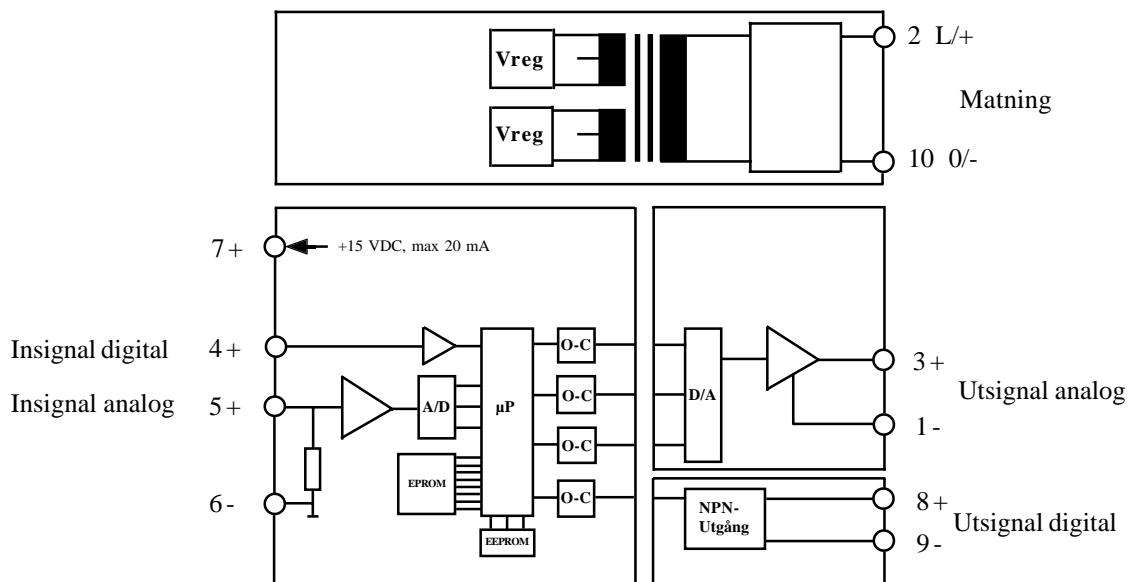 Vreg
2 L/+
Matning
Vreg
10 0/-
7+
+15 VDC, max 20 mA
Insignal digital
4+
O-C
3+
Insignal analog
5+
A/D
µP
O-C
D/A
Utsignal analog
1-
O-C
EPROM
6-
O-C
NPN-
Utgång
8+
Utsignal digital
9-
EEPROM